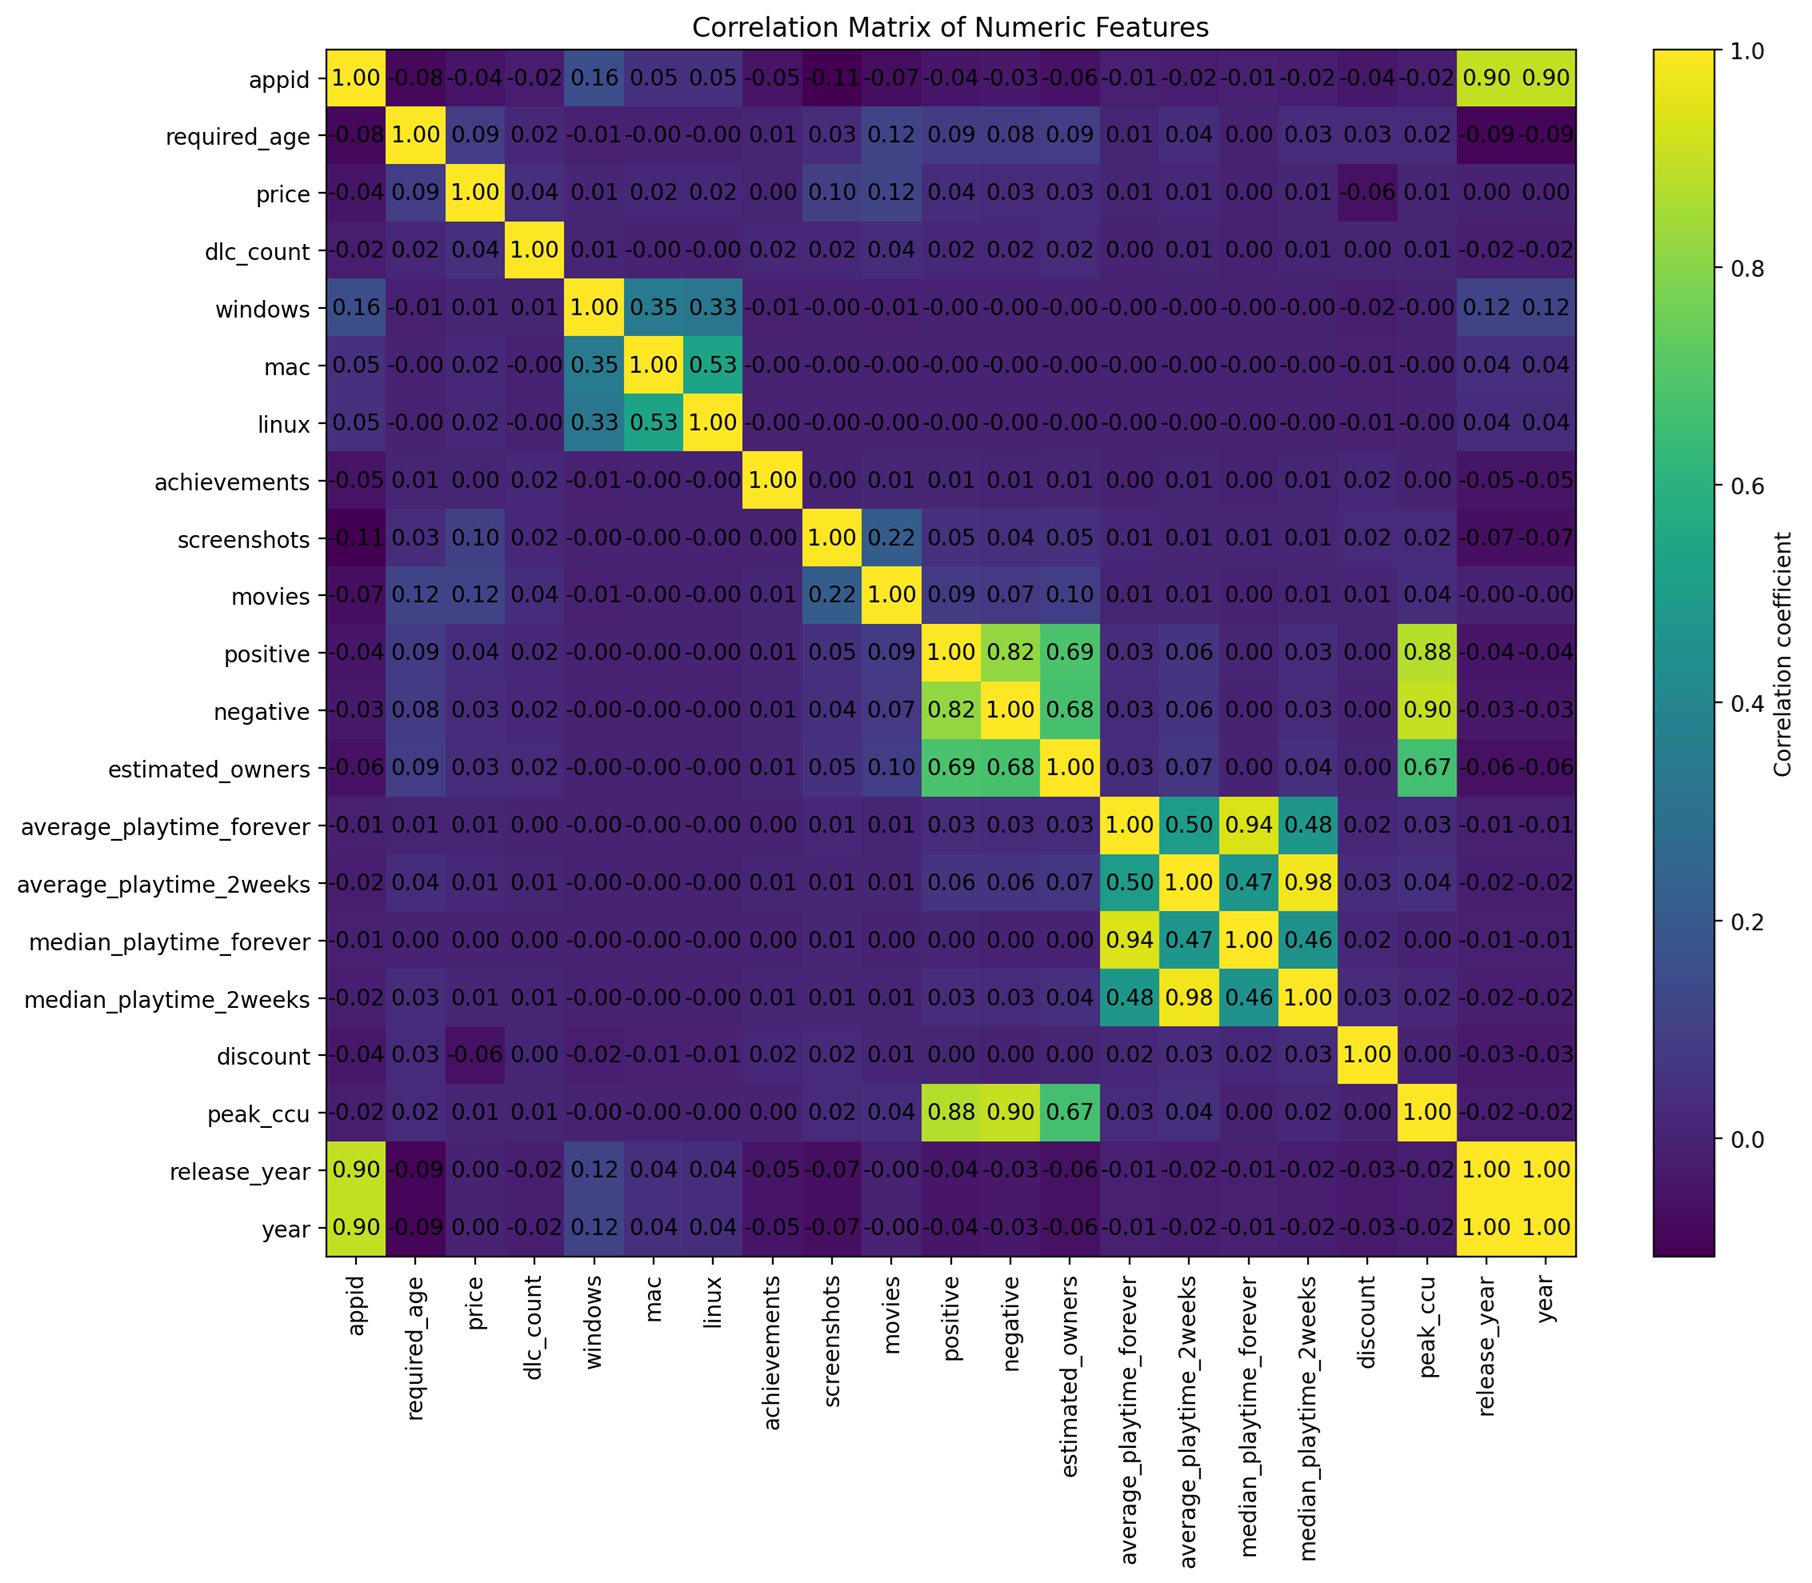 Correlation Matrix of Numeric Features
appid 1.00 -0.08 -0.04 -0.02 0.16 0.05 0.05 -0.05 -0.11 -0.07 -0.04 -0.03 -0.06 -0.01 -0.02 -0.01 -0.02 -0.04 -0.02 0.90 0.90
required_age -0.08 1.00 0.09 0.02 -0.01 -0.00 -0.00 0.01 0.03 0.12 0.09 0.08 0.09 0.01 0.04 0.00 0.03 0.03 0.02 -0.09 -0.09
price -0.04 0.09 1.00 0.04 0.01 0.02 0.02 0.00 0.10 0.12 0.04 0.03 0.03 0.01 0.01 0.00 0.01 -0.06 0.01 0.00 0.00
dlc_count -0.02 0.02 0.04 1.00 0.01 -0.00 -0.00 0.02 0.02 0.04 0.02 0.02 0.02 0.00 0.01 0.00 0.01 0.00 0.01 -0.02 -0.02
windows 0.16 -0.01 0.01 0.01 1.00 0.35 0.33 -0.01 -0.00 -0.01 -0.00 -0.00 -0.00 -0.00 -0.00 -0.00 -0.00 -0.02 -0.00 0.12 0.12
mac 0.05 -0.00 0.02 -0.00 0.35 1.00 0.53 -0.00 -0.00 -0.00 -0.00 -0.00 -0.00 -0.00 -0.00 -0.00 -0.00 -0.01 -0.00 0.04 0.04
linux 0.05 -0.00 0.02 -0.00 0.33 0.53 1.00 -0.00 -0.00 -0.00 -0.00 -0.00 -0.00 -0.00 -0.00 -0.00 -0.00 -0.01 -0.00 0.04 0.04
achievements -0.05 0.01 0.00 0.02 -0.01 -0.00 -0.00 1.00 0.00 0.01 0.01 0.01 0.01 0.00 0.01 0.00 0.01 0.02 0.00 -0.05 -0.05
screenshots -0.11 0.03 0.10 0.02 -0.00 -0.00 -0.00 0.00 1.00 0.22 0.05 0.04 0.05 0.01 0.01 0.01 0.01 0.02 0.02 -0.07 -0.07
movies -0.07 0.12 0.12 0.04 -0.01 -0.00 -0.00 0.01 0.22 1.00 0.09 0.07 0.10 0.01 0.01 0.00 0.01 0.01 0.04 -0.00 -0.00
positive -0.04 0.09 0.04 0.02 -0.00 -0.00 -0.00 0.01 0.05 0.09 1.00 0.82 0.69 0.03 0.06 0.00 0.03 0.00 0.88 -0.04 -0.04
negative -0.03 0.08 0.03 0.02 -0.00 -0.00 -0.00 0.01 0.04 0.07 0.82 1.00 0.68 0.03 0.06 0.00 0.03 0.00 0.90 -0.03 -0.03
estimated_owners -0.06 0.09 0.03 0.02 -0.00 -0.00 -0.00 0.01 0.05 0.10 0.69 0.68 1.00 0.03 0.07 0.00 0.04 0.00 0.67 -0.06 -0.06
average_playtime_forever -0.01 0.01 0.01 0.00 -0.00 -0.00 -0.00 0.00 0.01 0.01 0.03 0.03 0.03 1.00 0.50 0.94 0.48 0.02 0.03 -0.01 -0.01
average_playtime_2weeks -0.02 0.04 0.01 0.01 -0.00 -0.00 -0.00 0.01 0.01 0.01 0.06 0.06 0.07 0.50 1.00 0.47 0.98 0.03 0.04 -0.02 -0.02
median_playtime_forever -0.01 0.00 0.00 0.00 -0.00 -0.00 -0.00 0.00 0.01 0.00 0.00 0.00 0.00 0.94 0.47 1.00 0.46 0.02 0.00 -0.01 -0.01
median_playtime_2weeks -0.02 0.03 0.01 0.01 -0.00 -0.00 -0.00 0.01 0.01 0.01 0.03 0.03 0.04 0.48 0.98 0.46 1.00 0.03 0.02 -0.02 -0.02
discount -0.04 0.03 -0.06 0.00 -0.02 -0.01 -0.01 0.02 0.02 0.01 0.00 0.00 0.00 0.02 0.03 0.02 0.03 1.00 0.00 -0.03 -0.03
peak_ccu -0.02 0.02 0.01 0.01 -0.00 -0.00 -0.00 0.00 0.02 0.04 0.88 0.90 0.67 0.03 0.04 0.00 0.02 0.00 1.00 -0.02 -0.02
release_year 0.90 -0.09 0.00 -0.02 0.12 0.04 0.04 -0.05 -0.07 -0.00 -0.04 -0.03 -0.06 -0.01 -0.02 -0.01 -0.02 -0.03 -0.02 1.00 1.00
year 0.90 -0.09 0.00 -0.02 0.12 0.04 0.04 -0.05 -0.07 -0.00 -0.04 -0.03 -0.06 -0.01 -0.02 -0.01 -0.02 -0.03 -0.02 1.00 1.00
appid
required_age
price
dlc_count
windows
mac
linux
achievements
screenshots
movies
positive
negative
estimated_owners
average_playtime_forever
average_playtime_2weeks
median_playtime_forever
median_playtime_2weeks
discount
peak_ccu
release_year
year
1.0
0.8
0.6
0.4
0.2
0.0
Correlation coefficient